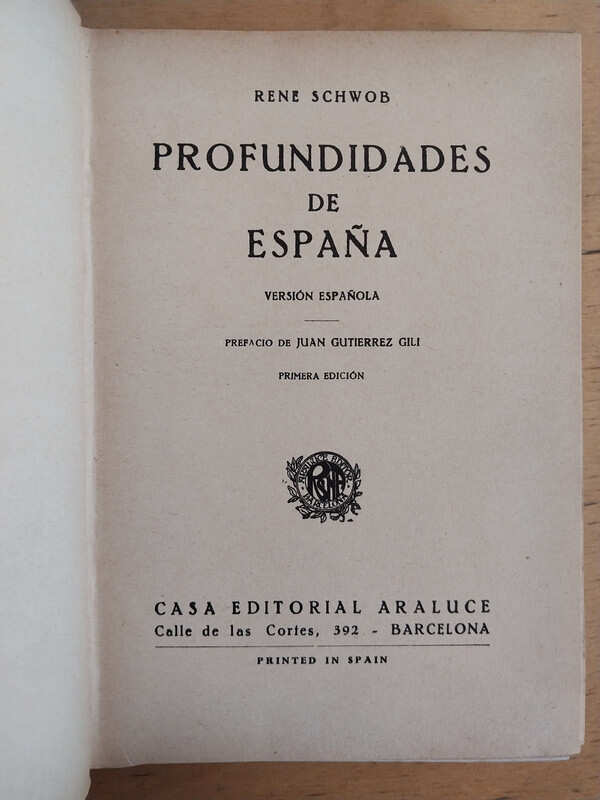 RENÉ SCHWOB
PROFUNDIDADES
DE
ESPAÑA
VERSIÓN ESPAÑOLA
PREFACIO DE JUAN GUTIERREZ GILI
PRIMERA EDICIÓN
CASA EDITORIAL ARALUCE
Calle de las Cortes, 392 - BARCELONA
PRINTED IN SPAIN